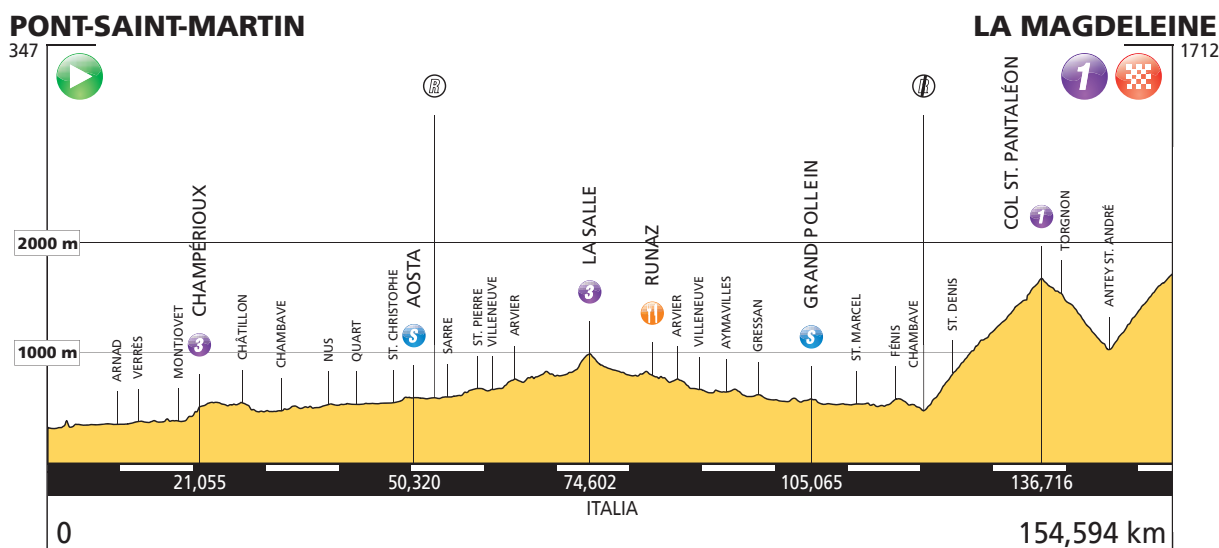 PONT-SAINT-MARTIN
LA MAGDELEINE
347
1712
1
R
R
2000 m
1000 m
ARNAD
VERRÈS
MONTJOVET
CHAMPÉRIOUX
3
CHÂTILLON
CHAMBAVE
NUS
QUART
ST. CHRISTOPHE
AOSTA
S
SARRE
ST. PIERRE
VILLENEUVE
ARVIER
LA SALLE
3
RUNAZ
ARVIER
VILLENEUVE
AYMAVILLES
GRESSAN
GRAND POLLEIN
S
ST. MARCEL
FÉNIS
CHAMBAVE
ST. DENIS
COL ST. PANTALÉON
1
TORGNON
ANTEY ST. ANDRÉ
21,055
50,320
74,602
105,065
136,716
ITALIA
0
154,594 km